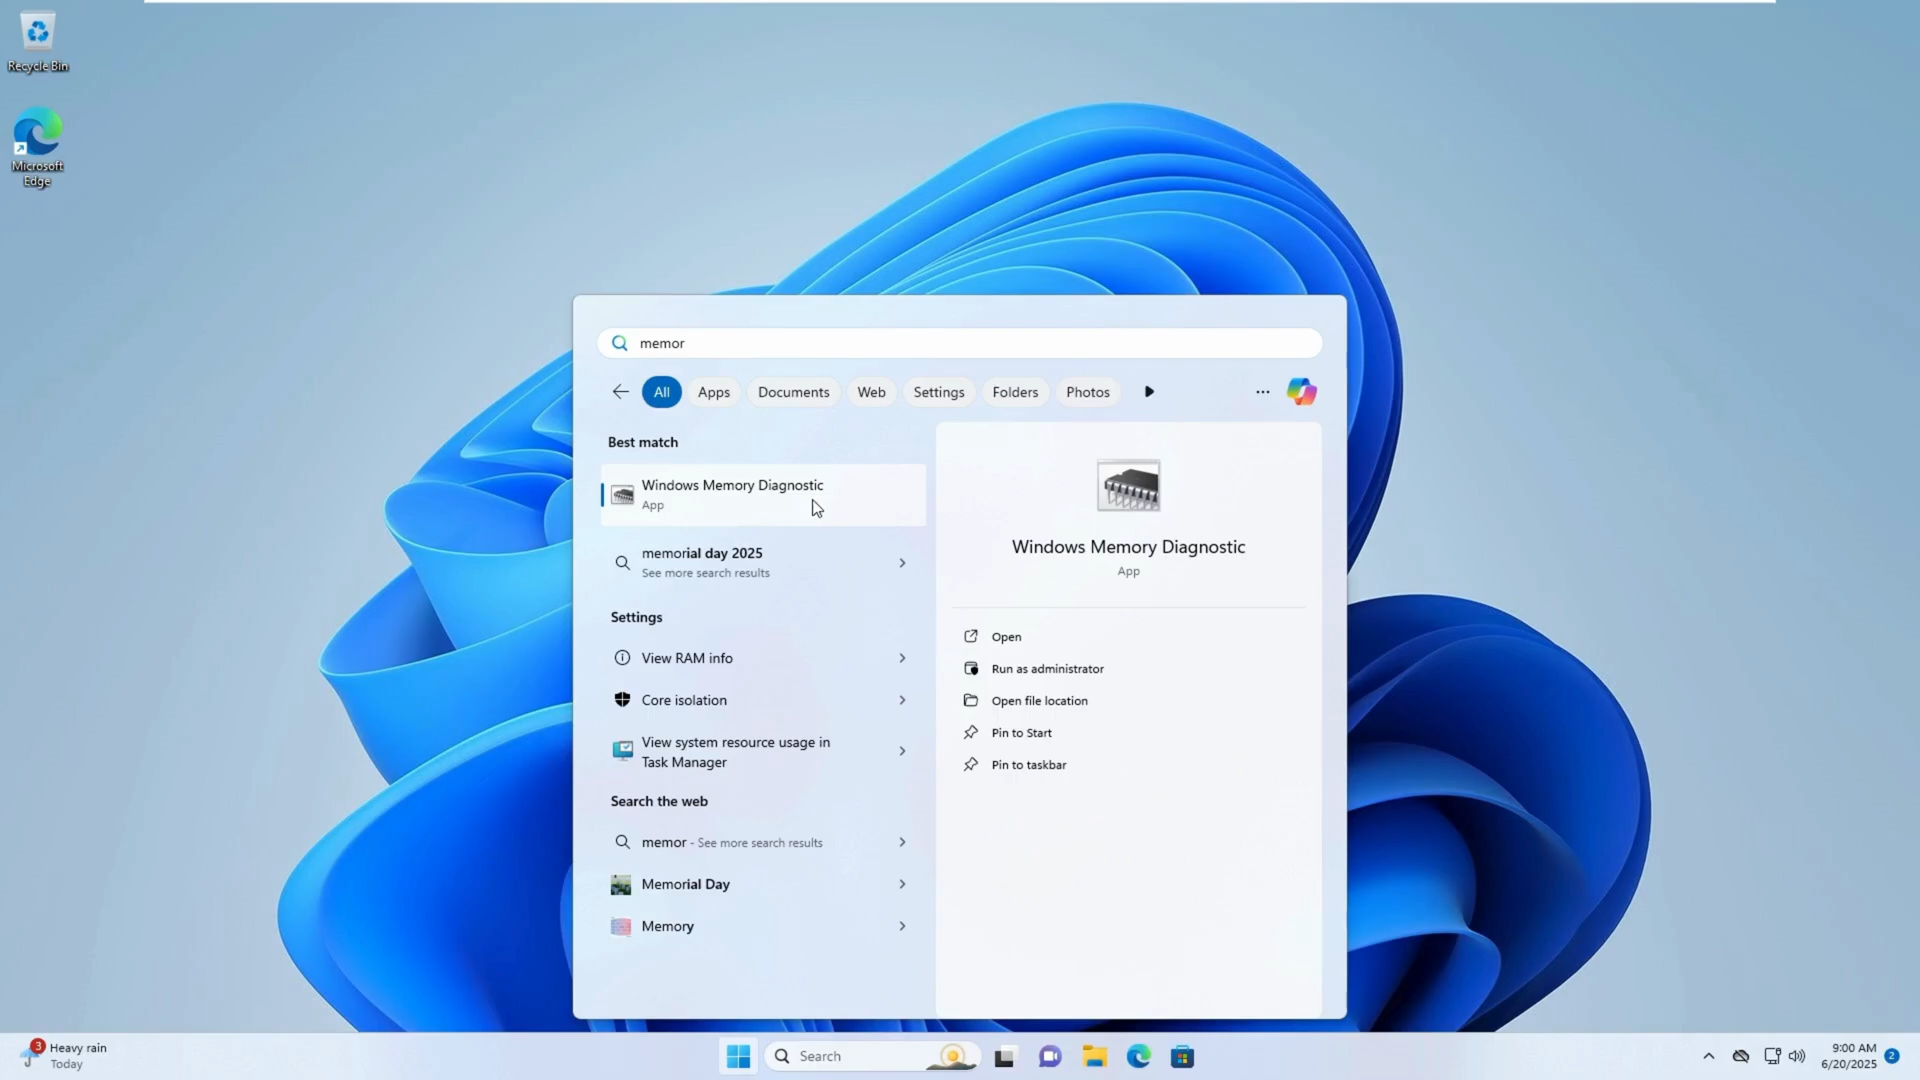 Recycle Bin
Microsoft
Edge
memor
All
Apps
Documents
Web
Settings
Folders
Photos
Best match
Windows Memory Diagnostic
App
memorial day 2025
See more search results
Settings
View RAM info
Core isolation
View system resource usage in
Task Manager
Search the web
memor - See more search results
Memorial Day
Memory
Windows Memory Diagnostic
App
Open
Run as administrator
Open file location
Pin to Start
Pin to taskbar
3
Heavy rain
Today
Search
9:00 AM
6/20/2025
2